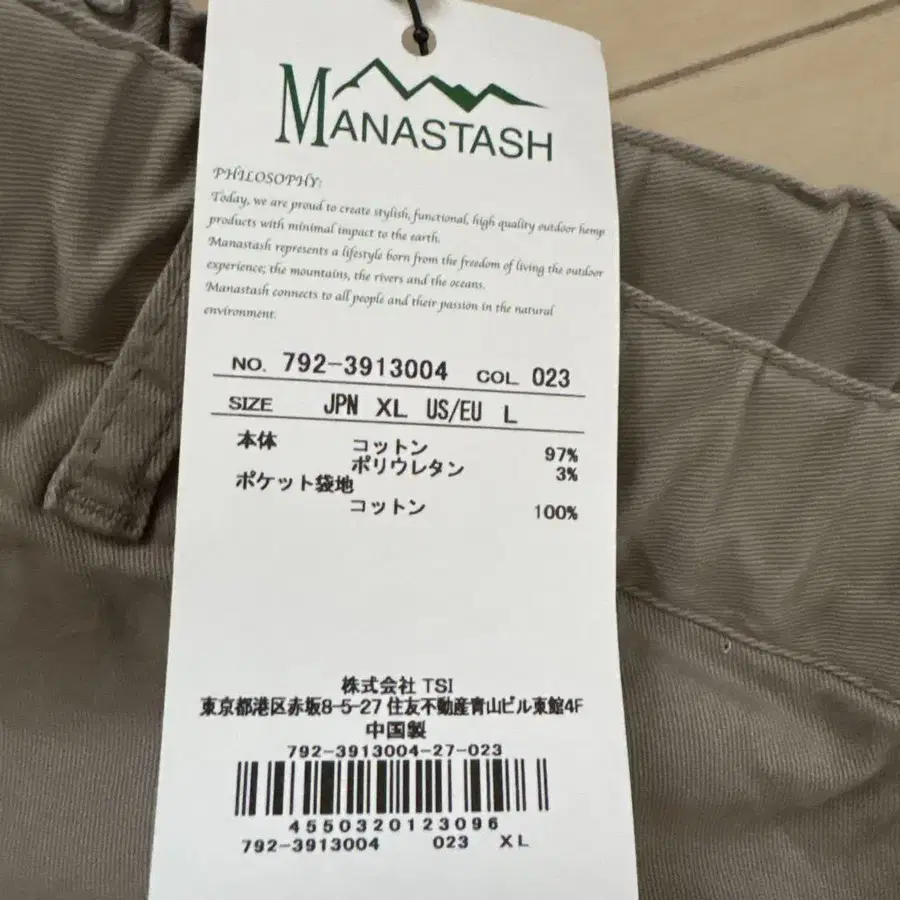 MANASTASH
PHILOSOPHY:
Today, we are proud to create stylish, functional, high quality outdoor hemp
products with minimal impact to the earth.
Manastash represents a lifestyle born from the freedom of living the outdoor
experience; the mountains, the rivers and the oceans.
Manastash connects to all people and their passion in the natural
environment.
NO. 792-3913004 COL 023
SIZE JPN XL US/EU L
本体 コットン 97%
ポリウレタン 3%
ポケット袋地
コットン 100%
株式会社 TSI
東京都港区赤坂8-5-27 住友不動産青山ビル東館4F
中国製
792-3913004-27-023
4550320123096
792-3913004 023 XL